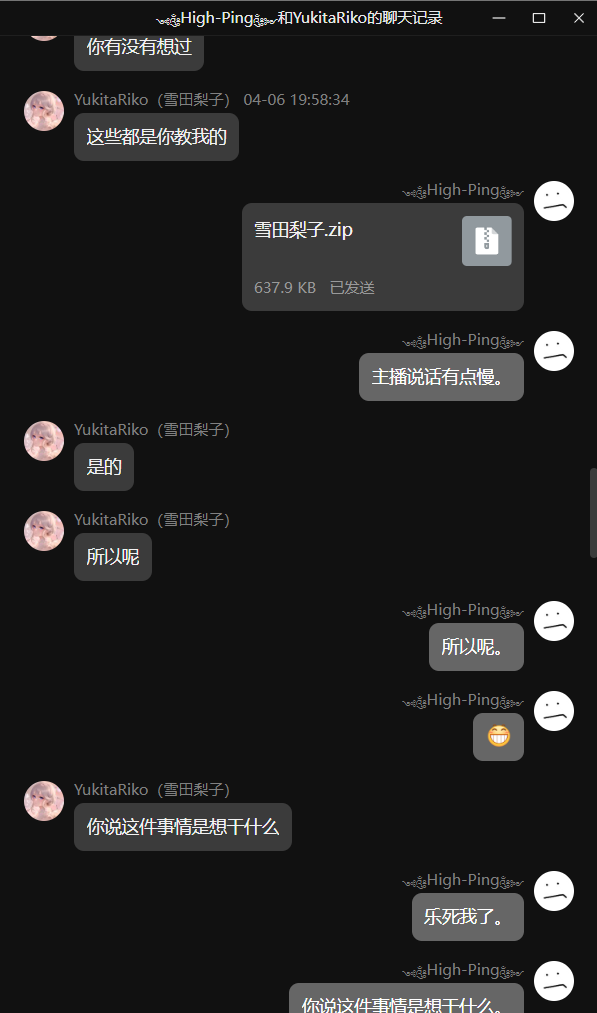 High-Ping和YukitaRiko的聊天记录
你有没有想过
YukitaRiko（雪田梨子） 04-06 19:58:34
这些都是你教我的
High-Ping
雪田梨子.zip
637.9 KB 已发送
High-Ping
主播说话有点慢。
YukitaRiko（雪田梨子）
是的
YukitaRiko（雪田梨子）
所以呢
High-Ping
所以呢。
High-Ping
😁
YukitaRiko（雪田梨子）
你说这件事情是想干什么
High-Ping
乐死我了。
High-Ping
你说这件事情是想干什么。